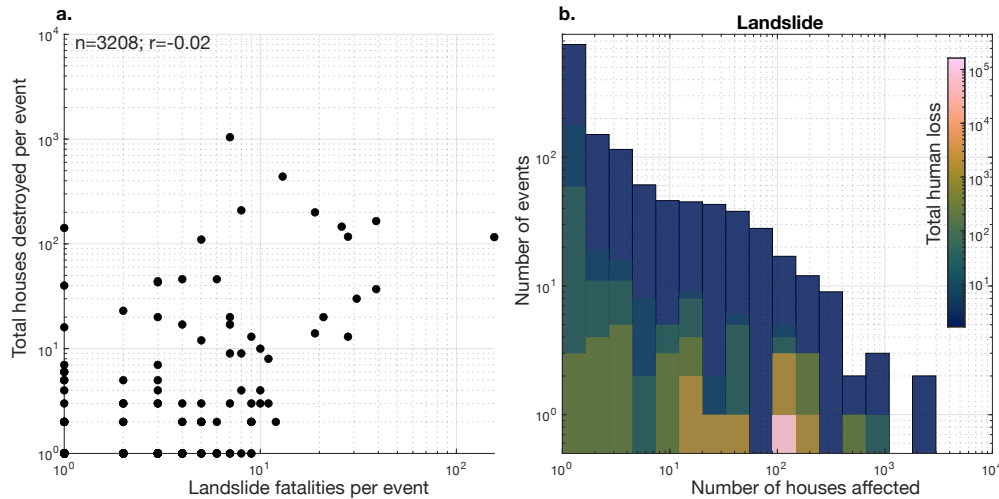 a.
n=3208; r=-0.02
10^4
10^3
10^2
10^1
10^0
Total houses destroyed per event
10^0
10^1
10^2
Landslide fatalities per event
b.
Landslide
10^2
10^1
10^0
Number of events
10^0
10^1
10^2
10^3
10^4
Number of houses affected
Total human loss
10^5
10^4
10^3
10^2
10^1